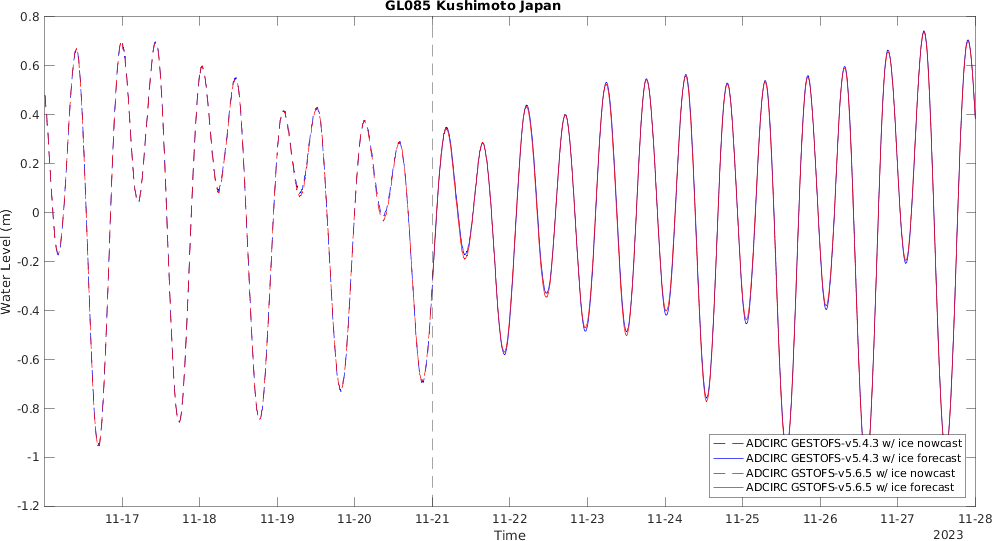 GL085 Kushimoto Japan
Water Level (m)
0.8
0.6
0.4
0.2
0
-0.2
-0.4
-0.6
-0.8
-1
-1.2
ADCIRC GESTOFS-v5.4.3 w/ ice nowcast
ADCIRC GESTOFS-v5.4.3 w/ ice forecast
ADCIRC GSTOFS-v5.6.5 w/ ice nowcast
ADCIRC GSTOFS-v5.6.5 w/ ice forecast
11-17 11-18 11-19 11-20 11-21 11-22 11-23 11-24 11-25 11-26 11-27 11-28
Time
2023